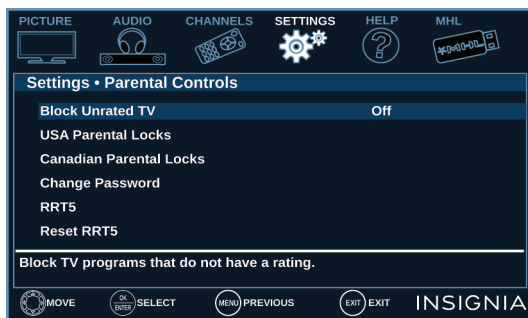 PICTURE AUDIO CHANNELS SETTINGS HELP MHL
MHL
Settings • Parental Controls
Block Unrated TV Off
USA Parental Locks
Canadian Parental Locks
Change Password
RRT5
Reset RRT5
Block TV programs that do not have a rating.
MOVE OK ENTER SELECT MENU PREVIOUS EXIT EXIT INSIGNIA